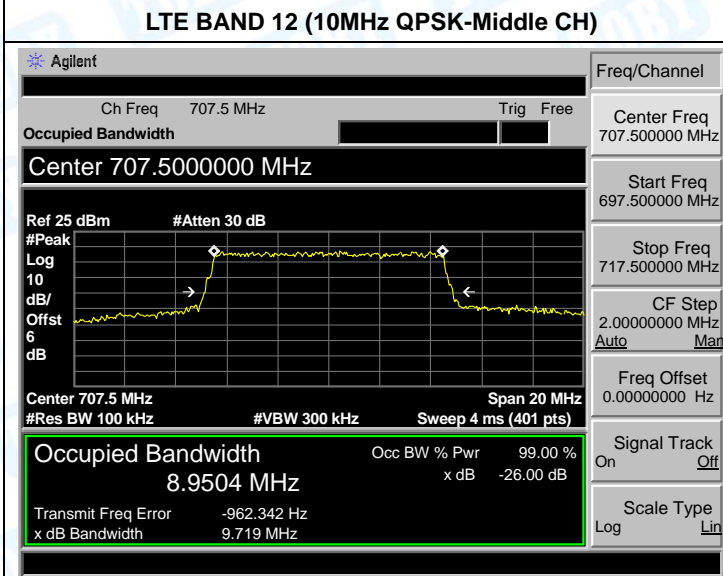 LTE BAND 12 (10MHz QPSK-Middle CH)
Agilent
Freq/Channel
Ch Freq 707.5 MHz Trig Free
Occupied Bandwidth
Center 707.5000000 MHz
Center Freq
707.500000 MHz
Start Freq
697.500000 MHz
Stop Freq
717.500000 MHz
CF Step
2.00000000 MHz
Auto Man
Freq Offset
0.00000000 Hz
Signal Track
On Off
Scale Type
Log Lin
Ref 25 dBm #Atten 30 dB
#Peak
Log
10
dB/
Offst
6
dB
Center 707.5 MHz Span 20 MHz
#Res BW 100 kHz #VBW 300 kHz Sweep 4 ms (401 pts)
Occupied Bandwidth Occ BW % Pwr 99.00 %
8.9504 MHz x dB -26.00 dB
Transmit Freq Error -962.342 Hz
x dB Bandwidth 9.719 MHz